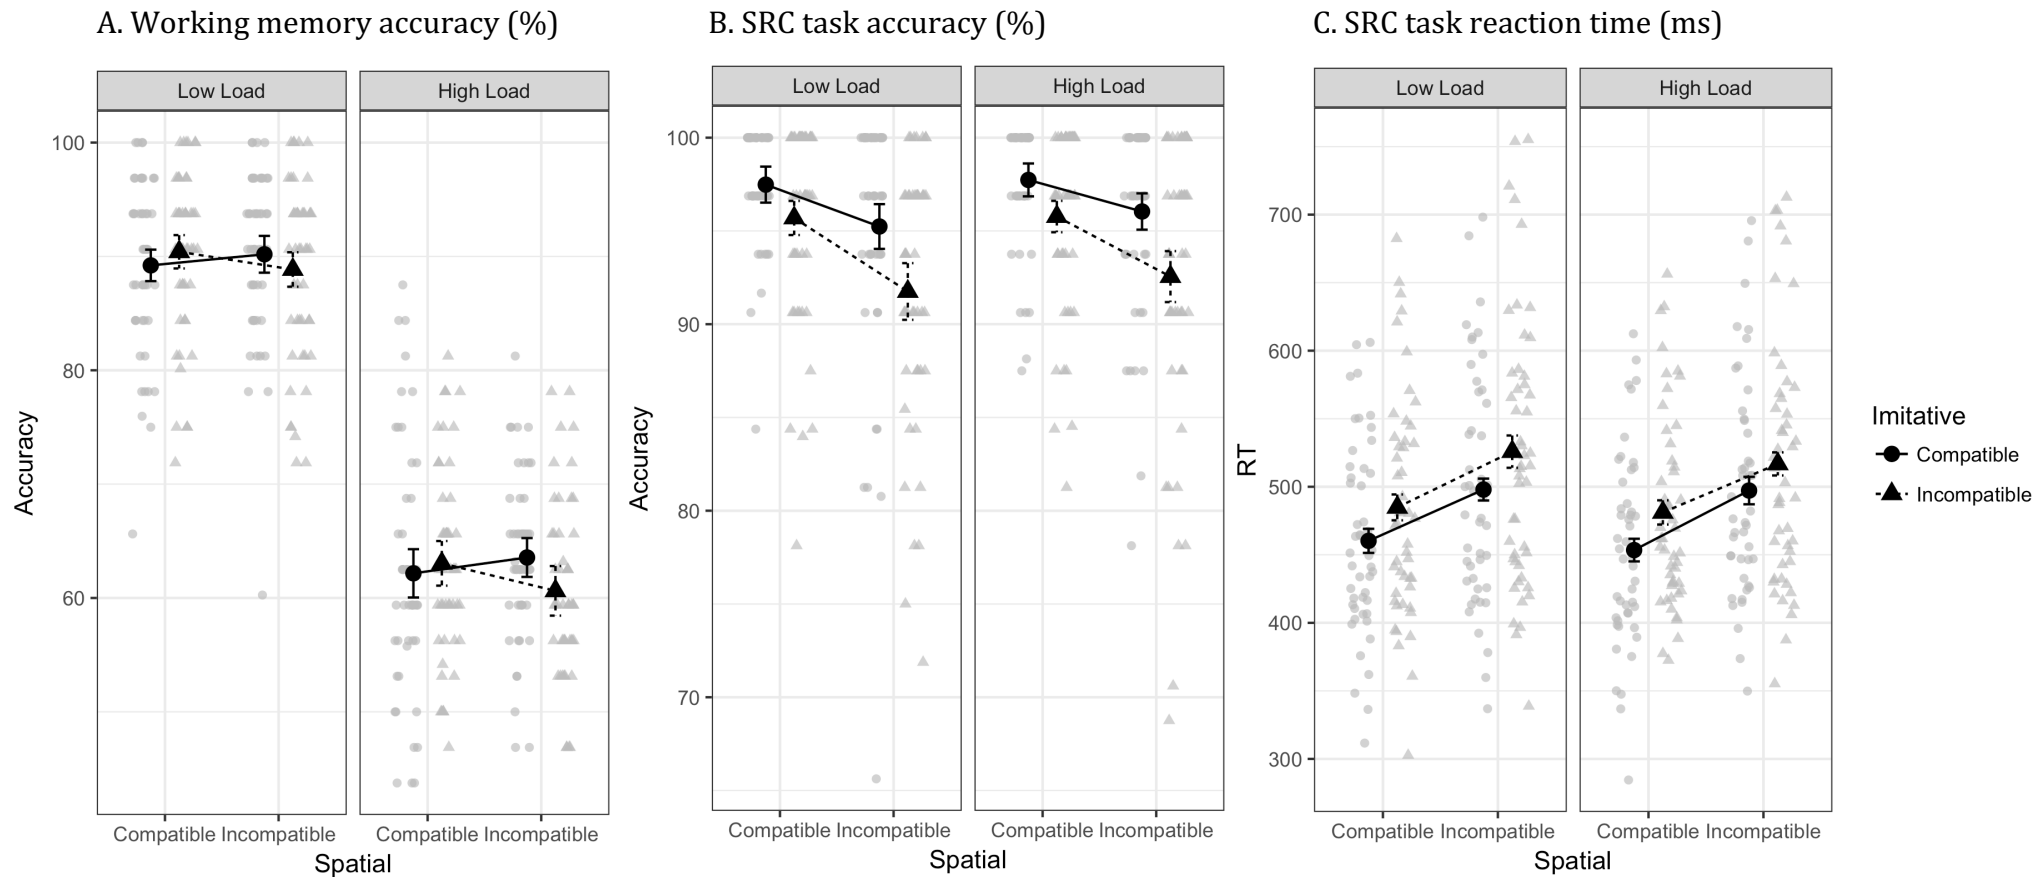 A. Working memory accuracy (%)
B. SRC task accuracy (%)
C. SRC task reaction time (ms)
Low Load
High Load
100
80
60
Accuracy
Compatible
Incompatible
Compatible
Incompatible
Spatial
Low Load
High Load
100
90
80
70
Accuracy
Compatible
Incompatible
Compatible
Incompatible
Spatial
Low Load
High Load
700
600
500
400
300
RT
Compatible
Incompatible
Compatible
Incompatible
Spatial
Imitative
Compatible
Incompatible